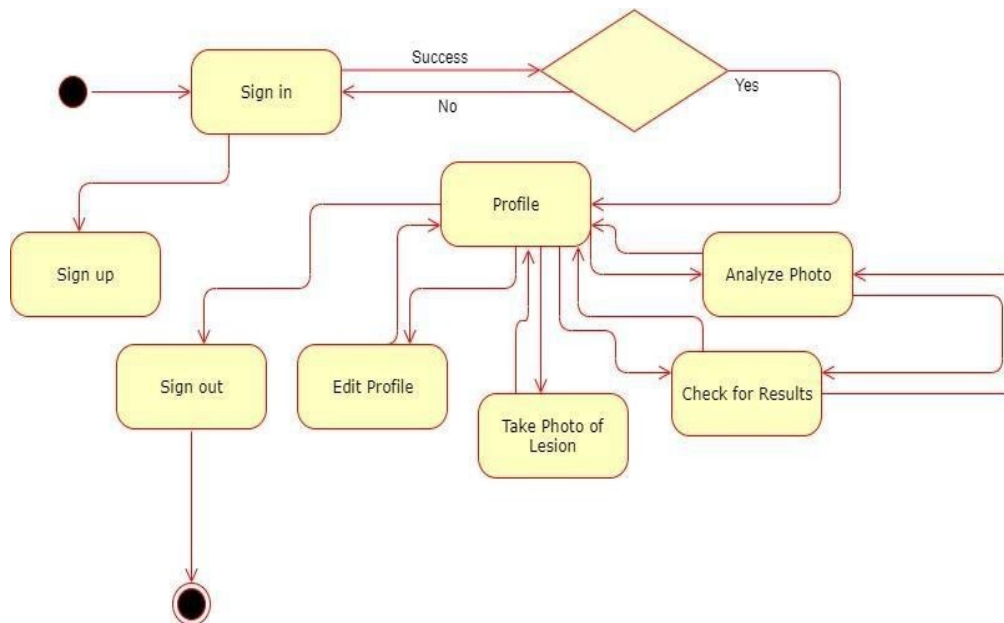 Success
Sign in
Yes
No
Profile
Sign up
Analyze Photo
Sign out
Edit Profile
Check for Results
Take Photo of
Lesion